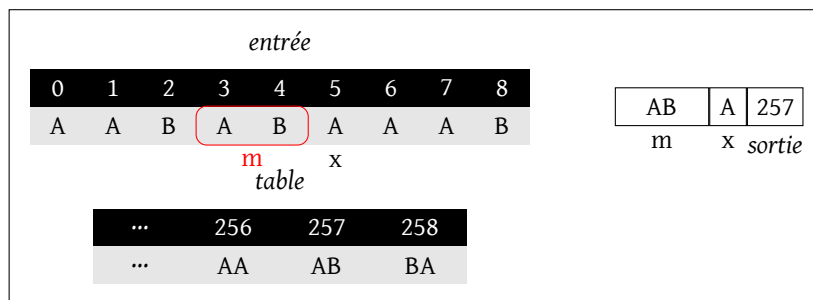 entrée
0 1 2 3 4 5 6 7 8
A A B A B A A A B
m x
AB A 257
m x sortie
table
... 256 257 258
... AA AB BA